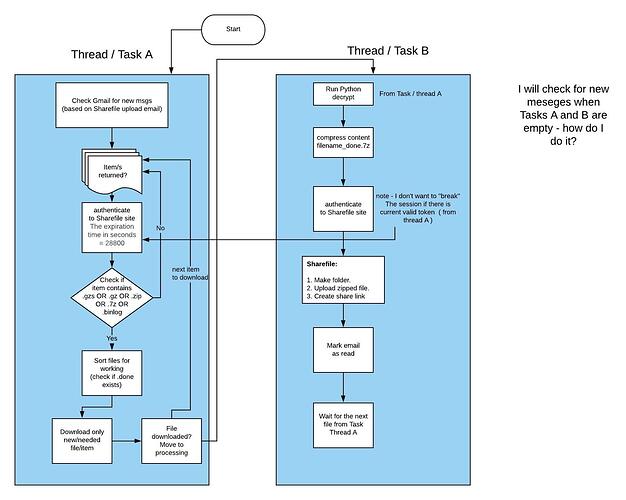 Start
Thread / Task A
Check Gmail for new msgs
(based on Sharefile upload email)
Item/s
returned?
authenticate
to Sharefile site
The expiration
time in seconds
= 28800
No
next item
to download
Check if
item contains
.gzs OR .gz OR .zip
OR .7z OR
.binlog
Yes
Sort files for
working
(check if .done
exists)
Download only
new/needed
file/item
File
downloaded?
Move to
processing
Thread / Task B
Run Python
decrypt
From Task / thread A
compress content
filename_done.7z
authenticate
to Sharefile site
note - I don't want to "break"
The session if there is
current valid token ( from
thread A )
Sharefile:
1. Make folder.
2. Upload zipped file.
3. Create share link
Mark email
as read
Wait for the next
file from Task
Thread A
I will check for new
meseges when
Tasks A and B are
empty - how do I
do it?